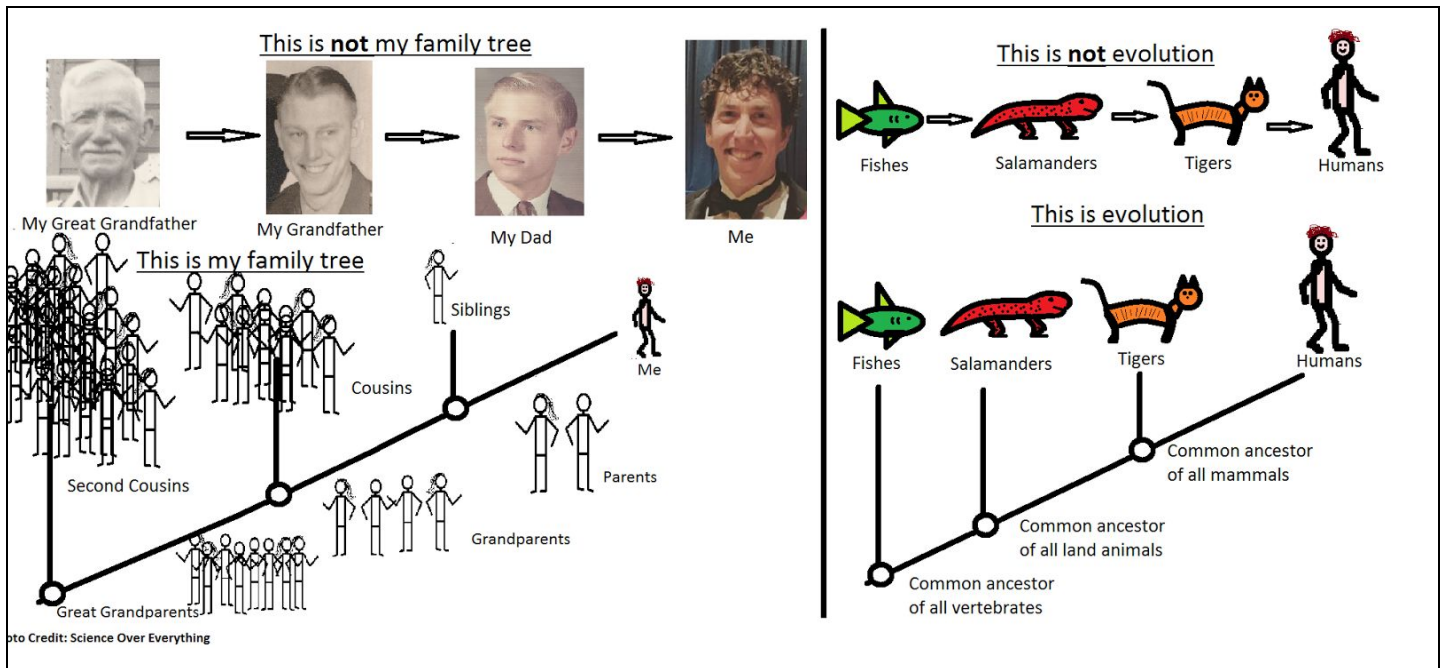 This is not my family tree
My Great Grandfather
My Grandfather
My Dad
Me
This is my family tree
Siblings
Me
Cousins
Second Cousins
Parents
Grandparents
Great Grandparents
oto Credit: Science Over Everything
This is not evolution
Fishes
Salamanders
Tigers
Humans
This is evolution
Fishes
Salamanders
Tigers
Humans
Common ancestor
of all mammals
Common ancestor
of all land animals
Common ancestor
of all vertebrates